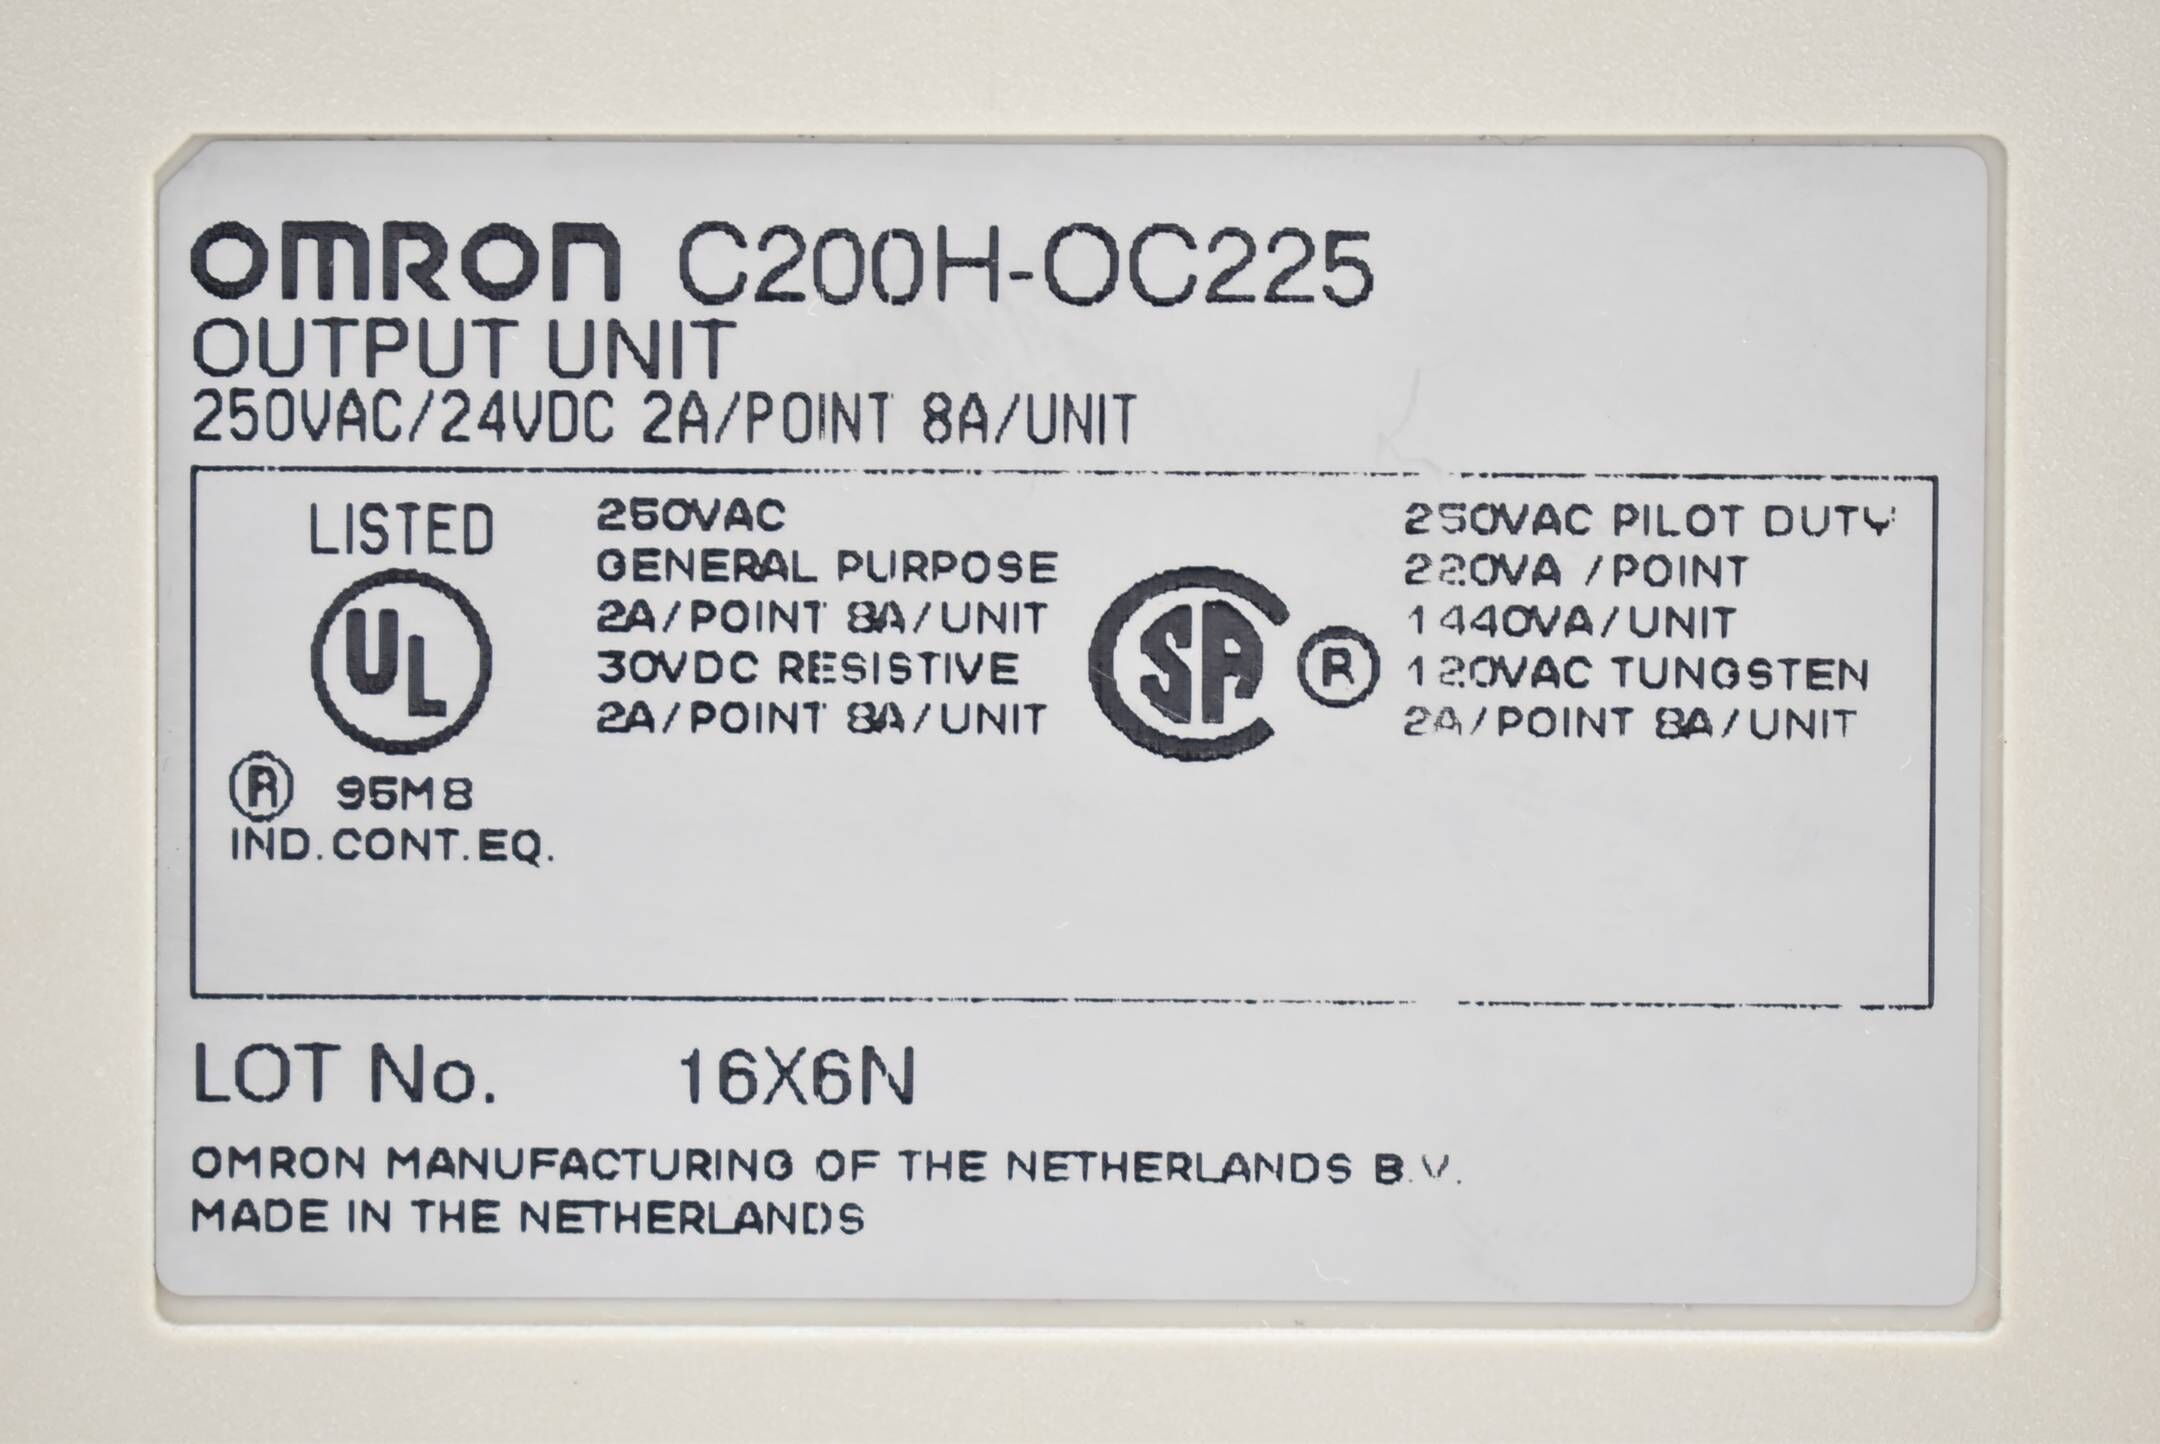 OMRON C200H-OC225
OUTPUT UNIT
250VAC/24VDC 2A/POINT 8A/UNIT
LISTED
UL
® 95M8
IND.CONT.EQ.
250VAC
GENERAL PURPOSE
2A/POINT 8A/UNIT
30VDC RESISTIVE
2A/POINT 8A/UNIT
CSA ®
250VAC PILOT DUTY
220VA /POINT
1440VA/UNIT
120VAC TUNGSTEN
2A/POINT 8A/UNIT
LOT No. 16X6N
OMRON MANUFACTURING OF THE NETHERLANDS B.V.
MADE IN THE NETHERLANDS